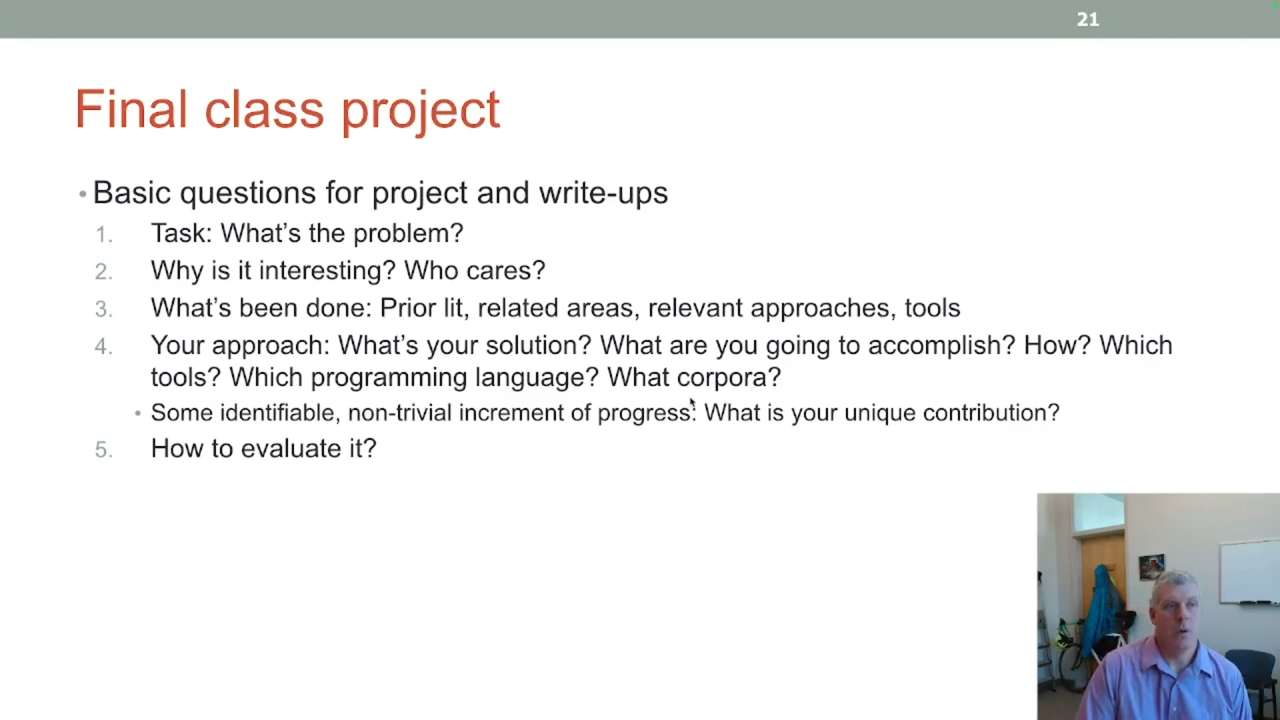 21
Final class project
• Basic questions for project and write-ups
1. Task: What’s the problem?
2. Why is it interesting? Who cares?
3. What’s been done: Prior lit, related areas, relevant approaches, tools
4. Your approach: What’s your solution? What are you going to accomplish? How? Which
tools? Which programming language? What corpora?
• Some identifiable, non-trivial increment of progress: What is your unique contribution?
5. How to evaluate it?